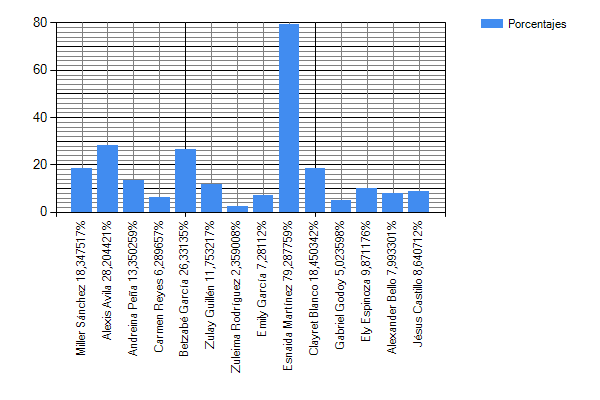 80
60
40
20
0
Porcentajes
Miller Sánchez 18,347517%
Alexis Avila 28,204421%
Andreina Peña 13,350259%
Carmen Reyes 6,289657%
Betzabé García 26,33135%
Zulay Guillén 11,753217%
Zuleima Rodríguez 2,359008%
Emily García 7,28112%
Esnaida Martínez 79,287759%
Clayret Blanco 18,450342%
Gabriel Godoy 5,023598%
Ely Espinoza 9,871176%
Alexander Bello 7,993301%
Jésus Castillo 8,640712%